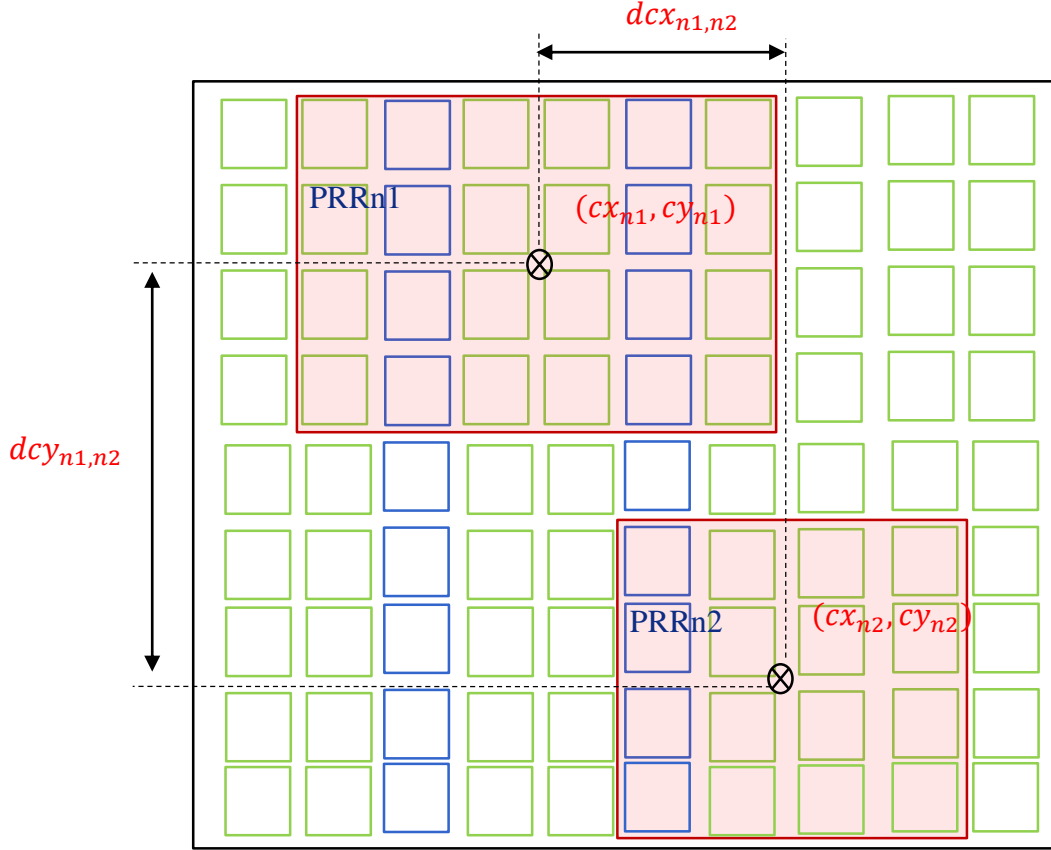 dcx_{n1,n2}
PRRn1
(cx_{n1}, cy_{n1})
dcy_{n1,n2}
PRRn2
(cx_{n2}, cy_{n2})